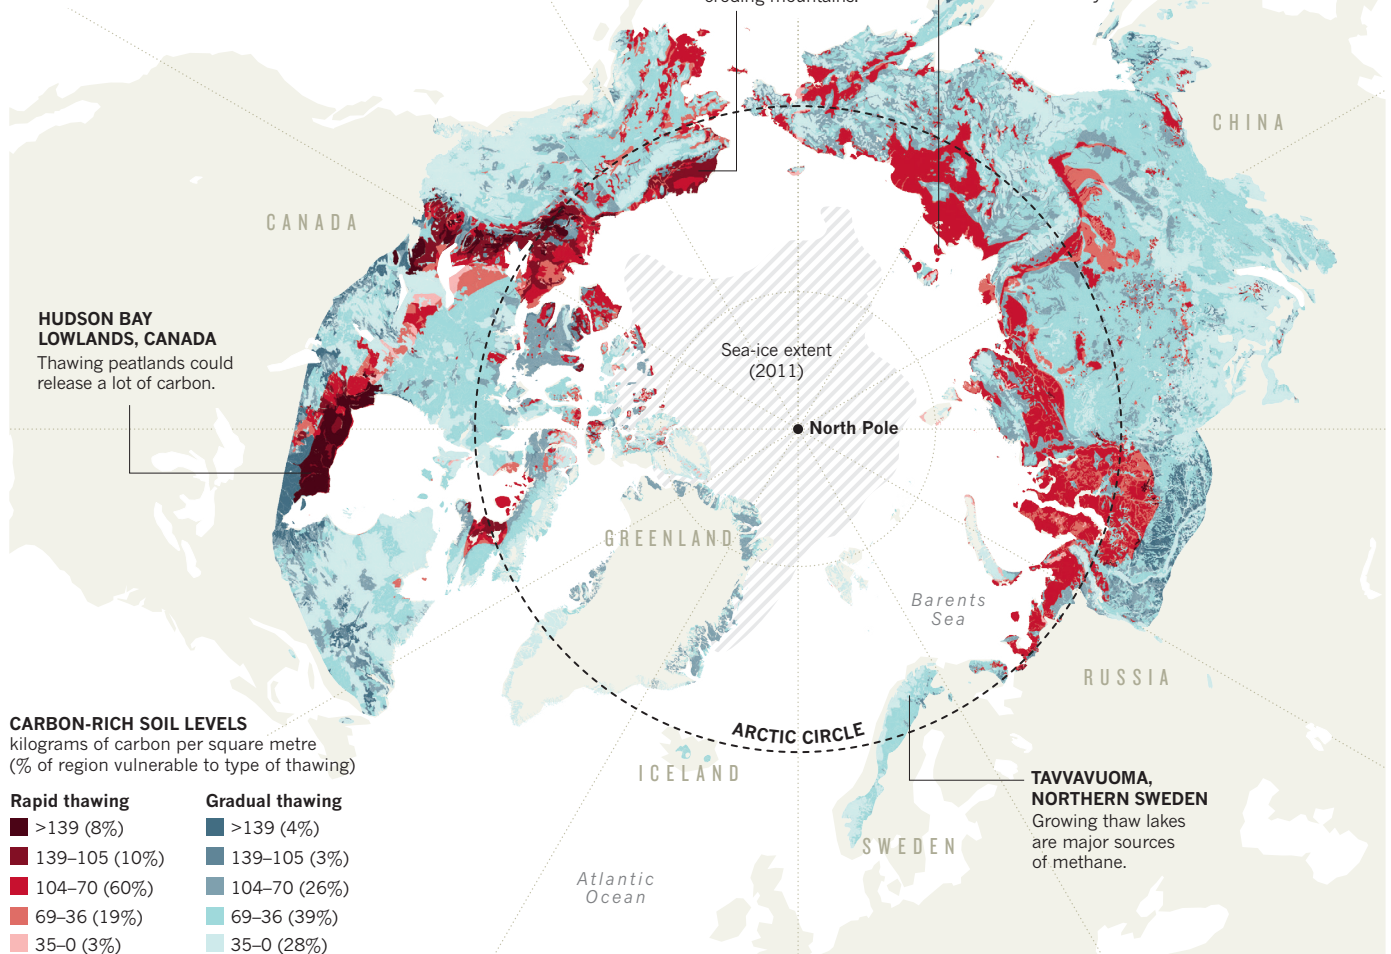 eroding mountains.
CHINA
CANADA
HUDSON BAY
LOWLANDS, CANADA
Thawing peatlands could
release a lot of carbon.
Sea-ice extent
(2011)
North Pole
GREENLAND
Barents
Sea
RUSSIA
ARCTIC CIRCLE
ICELAND
TAVVAVUOMA,
NORTHERN SWEDEN
Growing thaw lakes
are major sources
of methane.
SWEDEN
Atlantic
Ocean
CARBON-RICH SOIL LEVELS
kilograms of carbon per square metre
(% of region vulnerable to type of thawing)
Rapid thawing
>139 (8%)
139–105 (10%)
104–70 (60%)
69–36 (19%)
35–0 (3%)
Gradual thawing
>139 (4%)
139–105 (3%)
104–70 (26%)
69–36 (39%)
35–0 (28%)